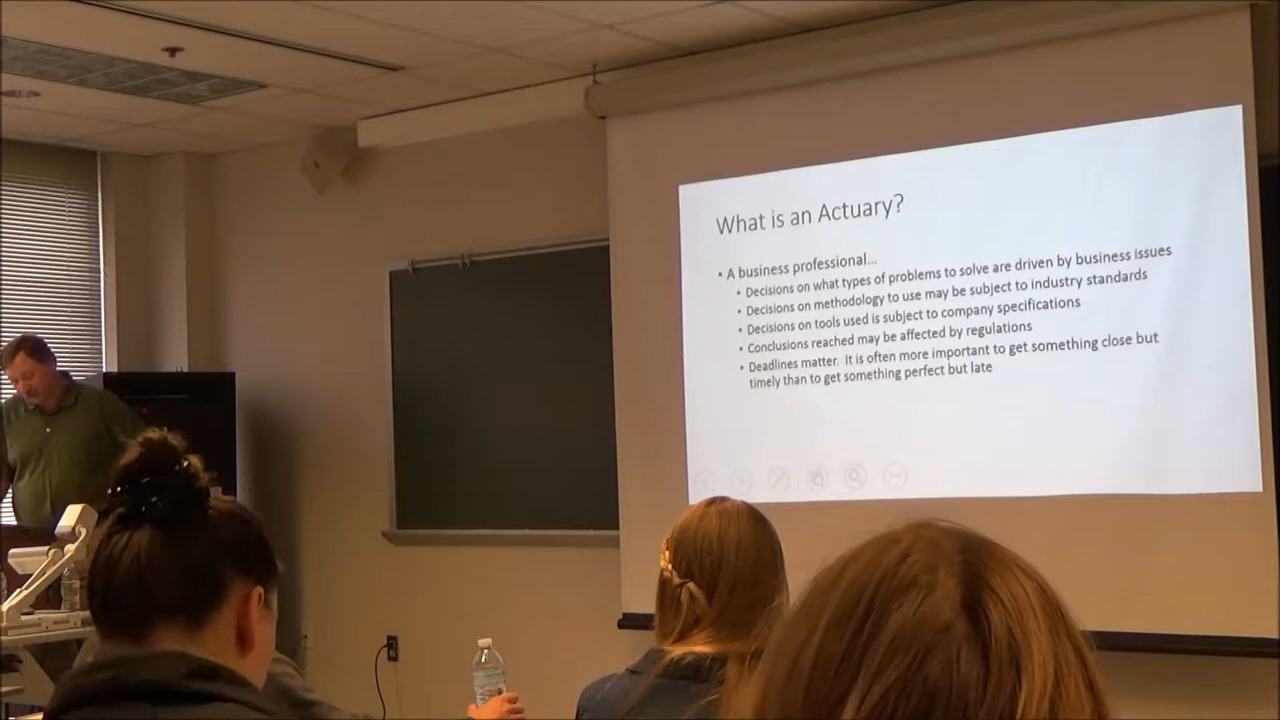 What is an Actuary?
• A business professional...
• Decisions on what types of problems to solve are driven by business issues
• Decisions on methodology to use may be subject to industry standards
• Decisions on tools used is subject to company specifications
• Conclusions reached may be affected by regulations
• Deadlines matter. It is often more important to get something close but
timely than to get something perfect but late